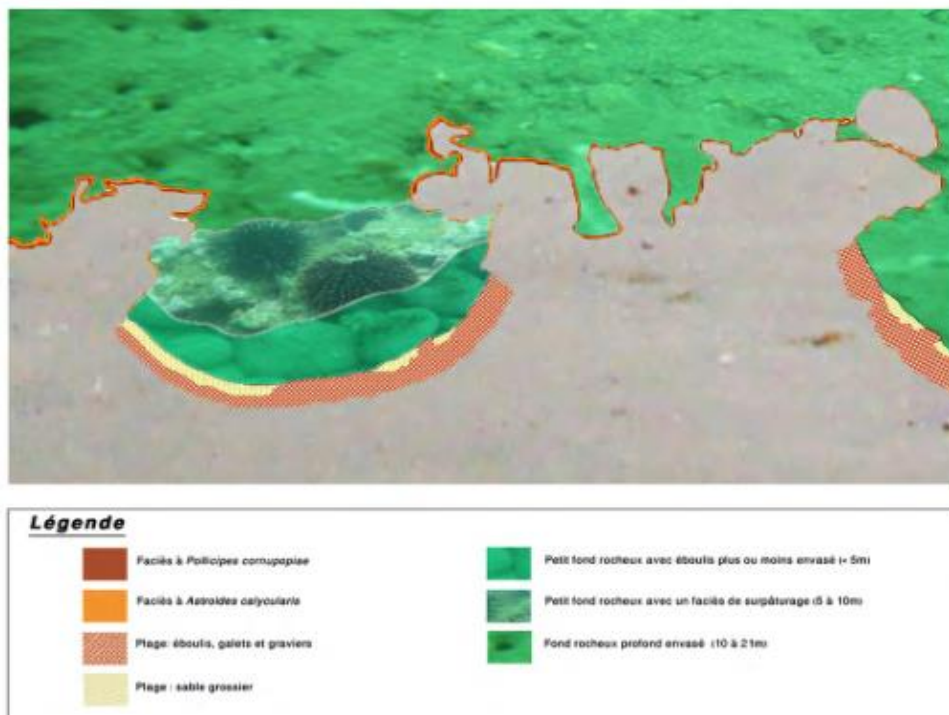 Légende
Faciès à Pollicipes cornupopiae
Faciès à Astroides calycularis
Plage: éboulis, galets et graviers
Plage : sable grossier
Petit fond rocheux avec éboulis plus ou moins envasé (< 5m)
Petit fond rocheux avec un faciès de surpâturage (5 à 10m)
Fond rocheux profond envasé (10 à 21m)